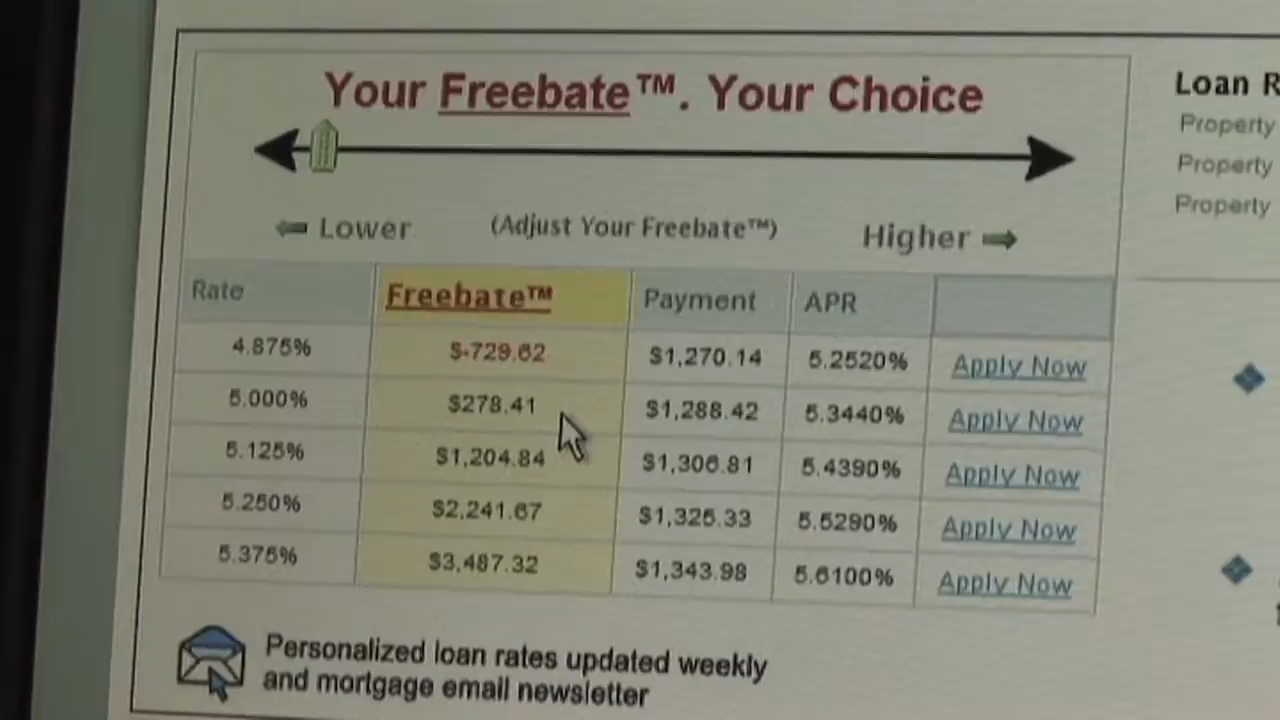 Your Freebate™. Your Choice
Lower (Adjust Your Freebate™) Higher
Rate Freebate™ Payment APR
4.875% $-729.62 $1,270.14 5.2520% Apply Now
5.000% $278.41 $1,288.42 5.3440% Apply Now
5.125% $1,204.84 $1,306.81 5.4390% Apply Now
5.250% $2,241.67 $1,325.33 5.5290% Apply Now
5.375% $3,487.32 $1,343.98 5.6100% Apply Now
Personalized loan rates updated weekly
and mortgage email newsletter
Loan R
Property
Property
Property